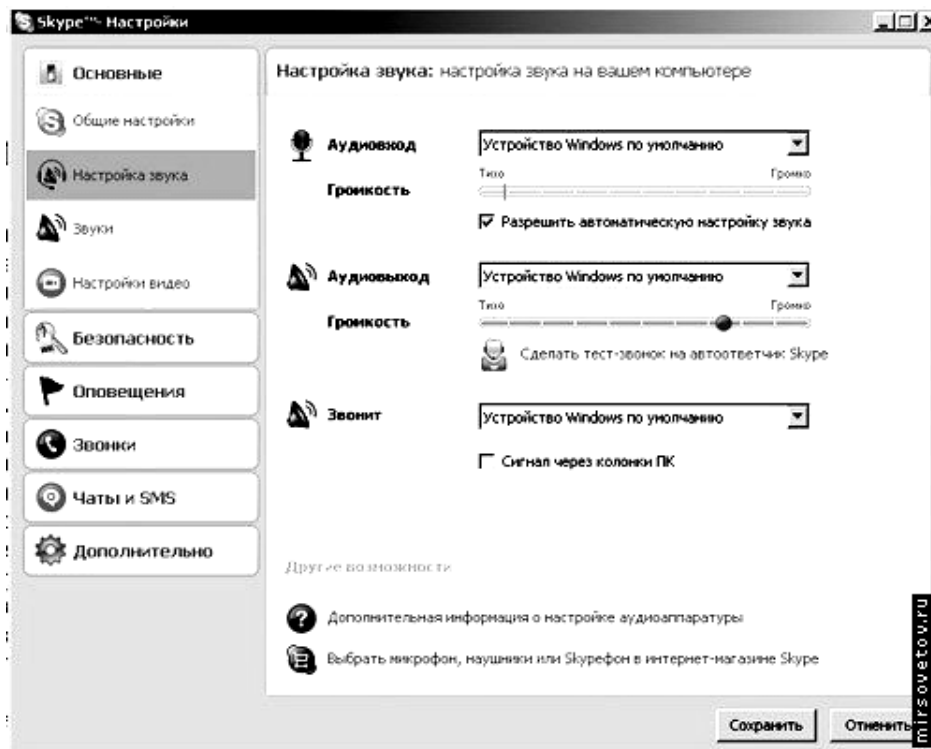 Skype™- Настройки
Основные
Общие настройки
Настройка звука
Звуки
Настройки видео
Безопасность
Оповещения
Звонки
Чаты и SMS
Дополнительно
Настройка звука: настройка звука на вашем компьютере
Аудиовход Устройство Windows по умолчанию
Тихо Громко
Громкость
Разрешить автоматическую настройку звука
Аудиовыход Устройство Windows по умолчанию
Тихо Громко
Громкость
Сделать тест-звонок на автоответчик Skype
Звонит Устройство Windows по умолчанию
Сигнал через колонки ПК
Другие возможности
Дополнительная информация о настройке аудиоаппаратуры
Выбрать микрофон, наушники или Skypeфон в интернет-магазине Skype
Сохранить Отменить
mirsovetov.ru